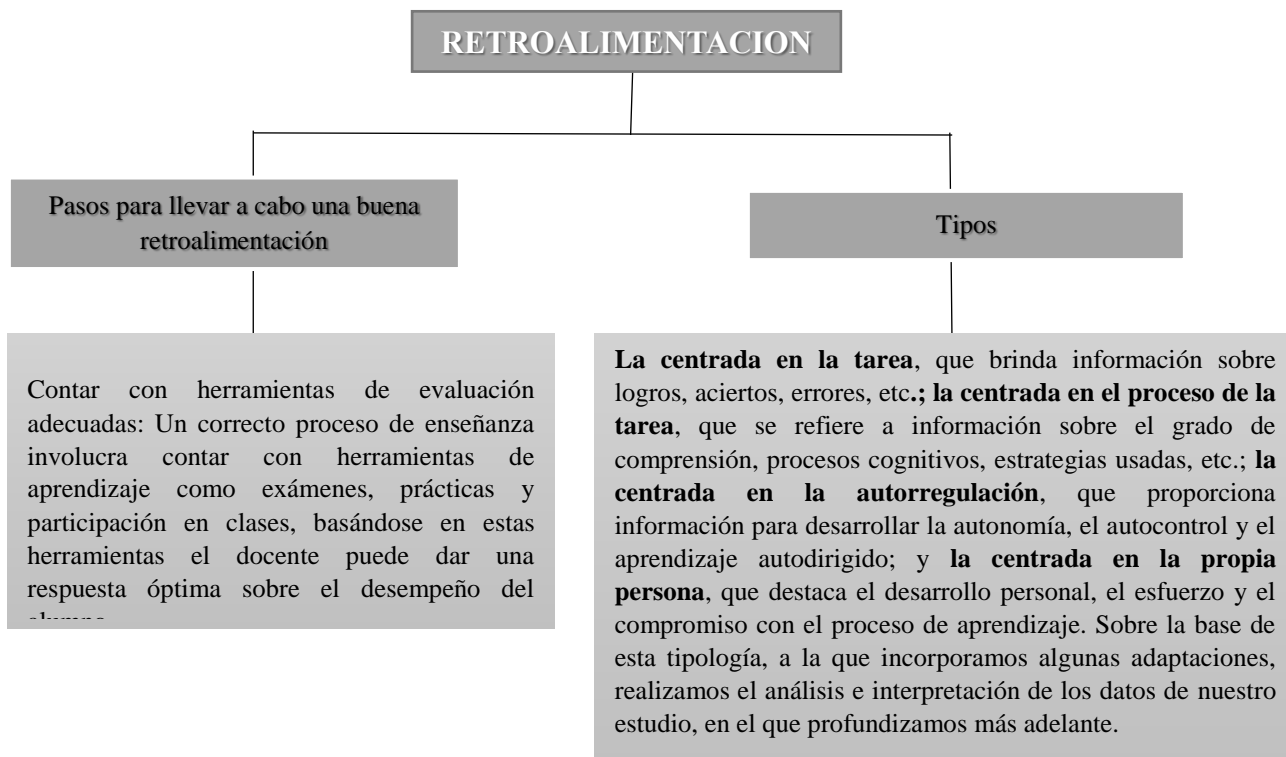 RETROALIMENTACION
Pasos para llevar a cabo una buena
retroalimentación
Tipos
Contar con herramientas de evaluación
adecuadas: Un correcto proceso de enseñanza
involucra contar con herramientas de
aprendizaje como exámenes, prácticas y
participación en clases, basándose en estas
herramientas el docente puede dar una
respuesta óptima sobre el desempeño del
La centrada en la tarea, que brinda información sobre
logros, aciertos, errores, etc.; la centrada en el proceso de la
tarea, que se refiere a información sobre el grado de
comprensión, procesos cognitivos, estrategias usadas, etc.; la
centrada en la autorregulación, que proporciona
información para desarrollar la autonomía, el autocontrol y el
aprendizaje autodirigido; y la centrada en la propia
persona, que destaca el desarrollo personal, el esfuerzo y el
compromiso con el proceso de aprendizaje. Sobre la base de
esta tipología, a la que incorporamos algunas adaptaciones,
realizamos el análisis e interpretación de los datos de nuestro
estudio, en el que profundizamos más adelante.